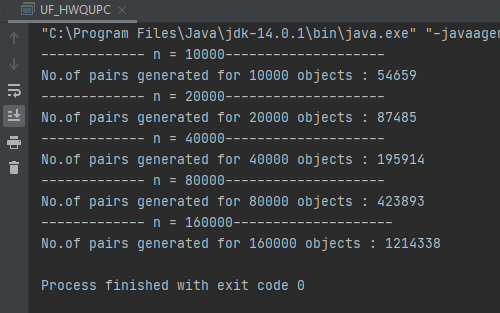 UF_HWQUPC
"C:\Program Files\Java\jdk-14.0.1\bin\java.exe" "-javaagen
------------- n = 10000--------------------
No.of pairs generated for 10000 objects : 54659
------------- n = 20000--------------------
No.of pairs generated for 20000 objects : 87485
------------- n = 40000--------------------
No.of pairs generated for 40000 objects : 195914
------------- n = 80000--------------------
No.of pairs generated for 80000 objects : 423893
------------- n = 160000--------------------
No.of pairs generated for 160000 objects : 1214338
Process finished with exit code 0